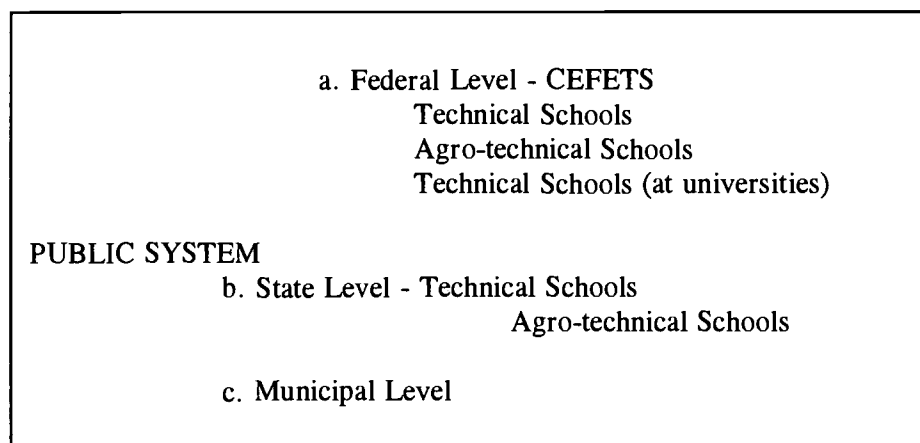 a. Federal Level - CEFETS
Technical Schools
Agro-technical Schools
Technical Schools (at universities)
PUBLIC SYSTEM
b. State Level - Technical Schools
Agro-technical Schools
c. Municipal Level